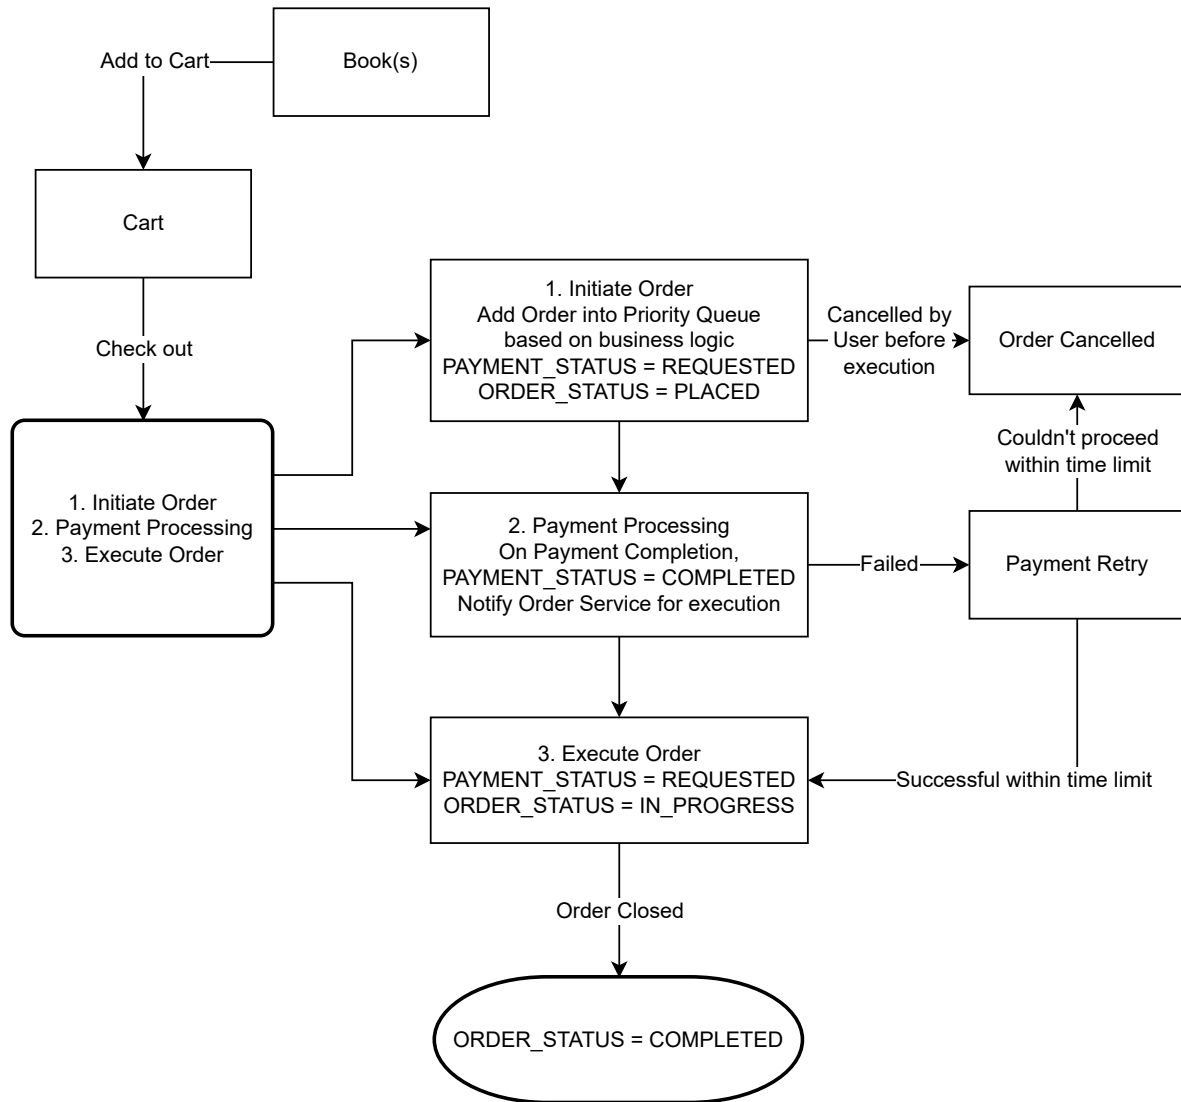 Book(s)
Add to Cart
Cart
Check out
1. Initiate Order
2. Payment Processing
3. Execute Order
1. Initiate Order
Add Order into Priority Queue
based on business logic
PAYMENT_STATUS = REQUESTED
ORDER_STATUS = PLACED
Cancelled by
User before
execution
Order Cancelled
Couldn't proceed
within time limit
2. Payment Processing
On Payment Completion,
PAYMENT_STATUS = COMPLETED
Notify Order Service for execution
Failed
Payment Retry
3. Execute Order
PAYMENT_STATUS = REQUESTED
ORDER_STATUS = IN_PROGRESS
Successful within time limit
Order Closed
ORDER_STATUS = COMPLETED